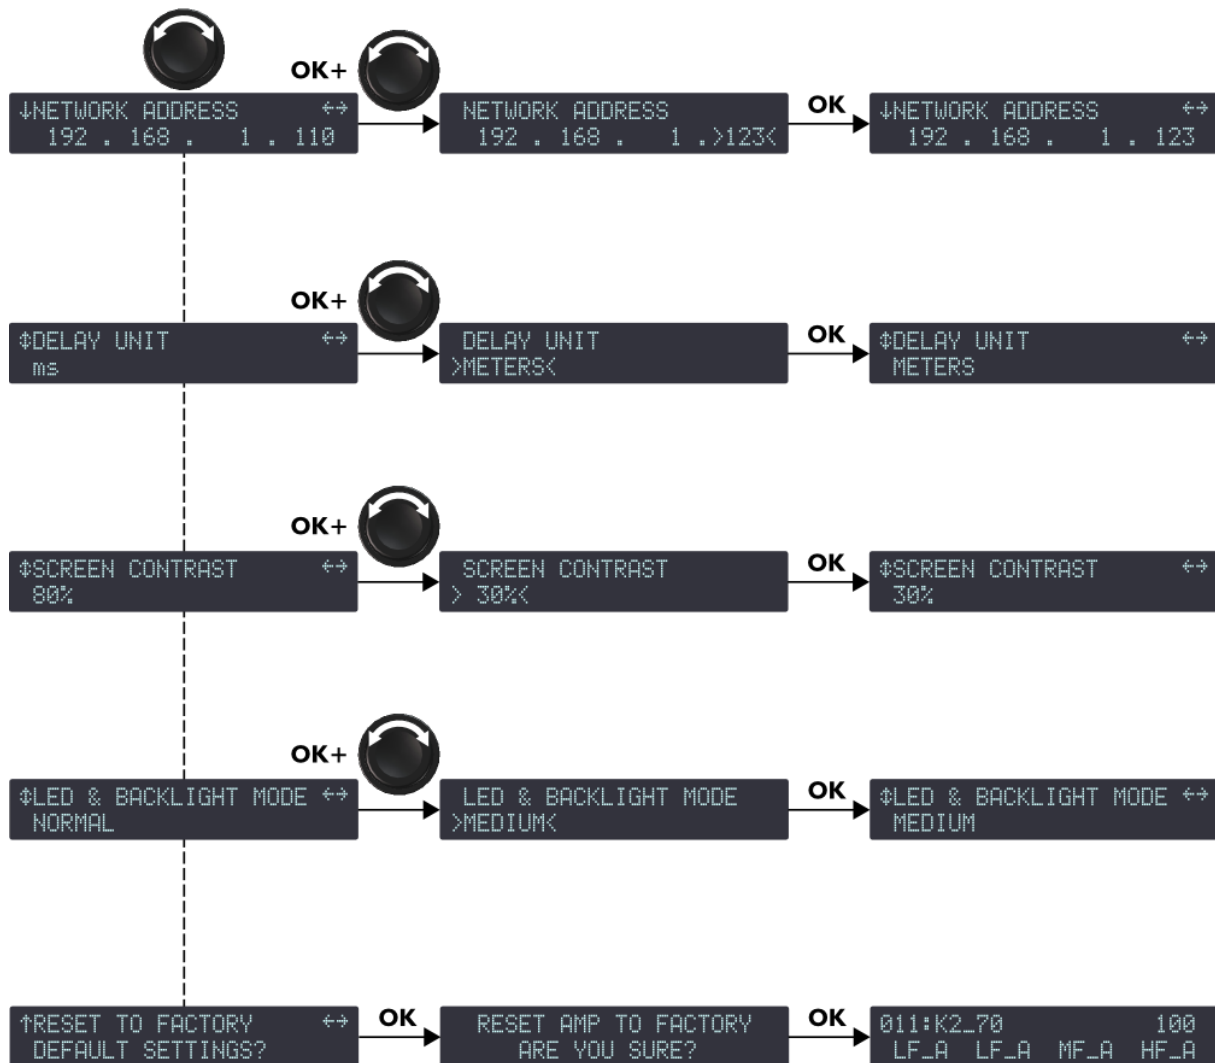 OK+
↓NETWORK ADDRESS ↔
192 . 168 . 1 . 110
NETWORK ADDRESS
192 . 168 . 1 .>123<
OK
↓NETWORK ADDRESS ↔
192 . 168 . 1 . 123
OK+
↕DELAY UNIT ↔
ms
DELAY UNIT
>METERS<
OK
↕DELAY UNIT ↔
METERS
OK+
↕SCREEN CONTRAST ↔
80%
SCREEN CONTRAST
> 30%<
OK
↕SCREEN CONTRAST ↔
30%
OK+
↕LED & BACKLIGHT MODE ↔
NORMAL
LED & BACKLIGHT MODE
>MEDIUM<
OK
↕LED & BACKLIGHT MODE ↔
MEDIUM
↑RESET TO FACTORY ↔
DEFAULT SETTINGS?
OK
RESET AMP TO FACTORY
ARE YOU SURE?
OK
011:K2_70 100
LF_A LF_A MF_A HF_A